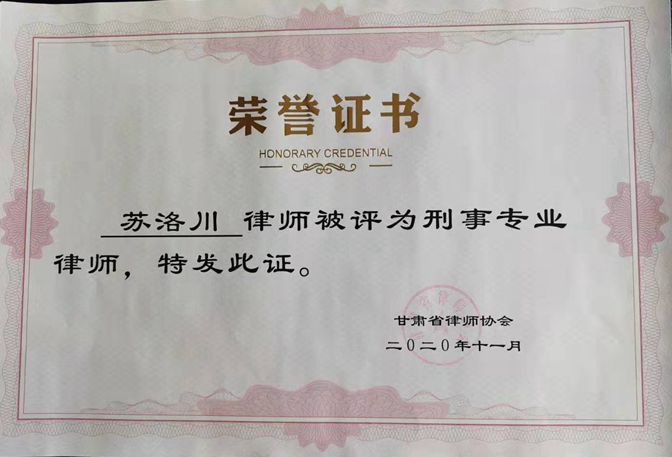 荣誉证书
HONORARY CREDENTIAL
苏洛川 律师被评为刑事专业
律师，特发此证。
甘肃省律师协会
二〇二〇年十一月